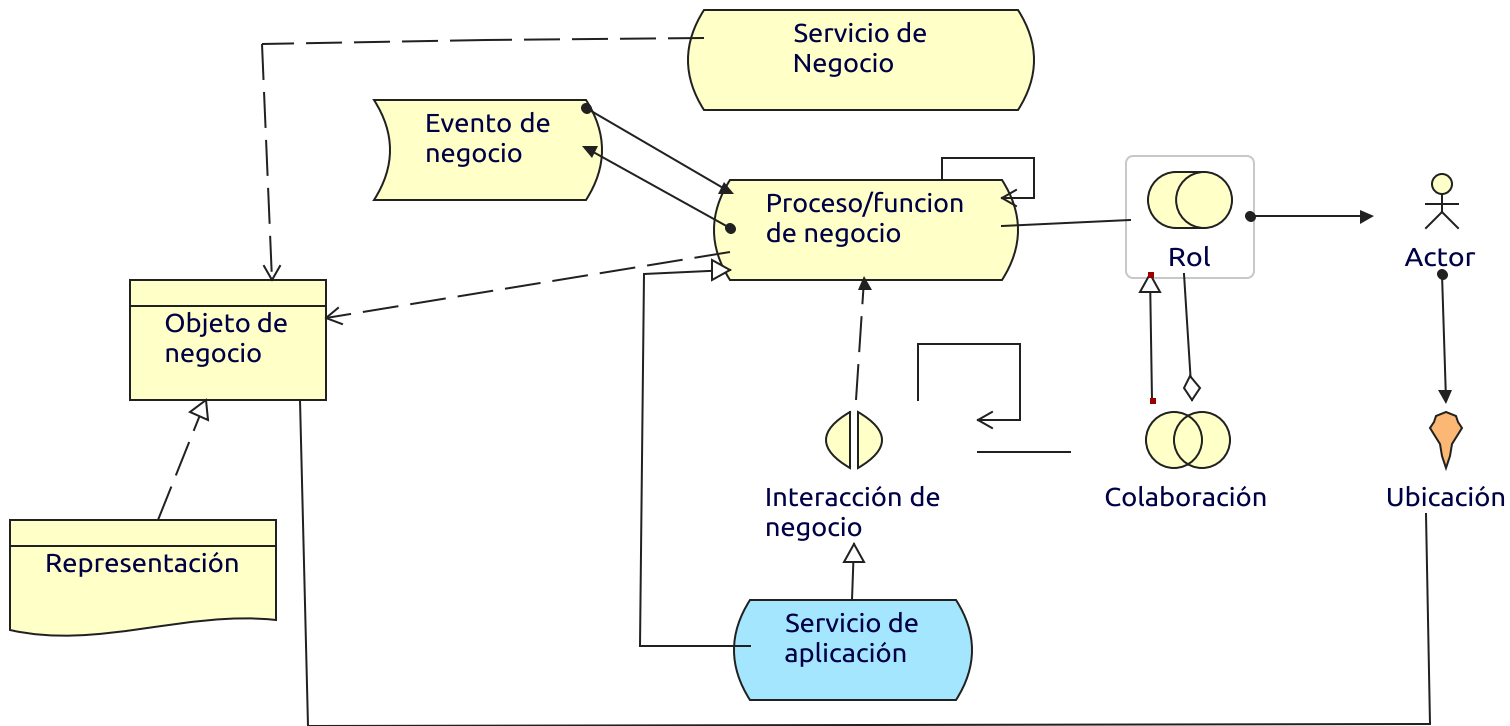 Servicio de
Negocio
Evento de
negocio
Proceso/funcion
de negocio
Rol
Actor
Objeto de
negocio
Interacción de
negocio
Colaboración
Ubicación
Representación
Servicio de
aplicación